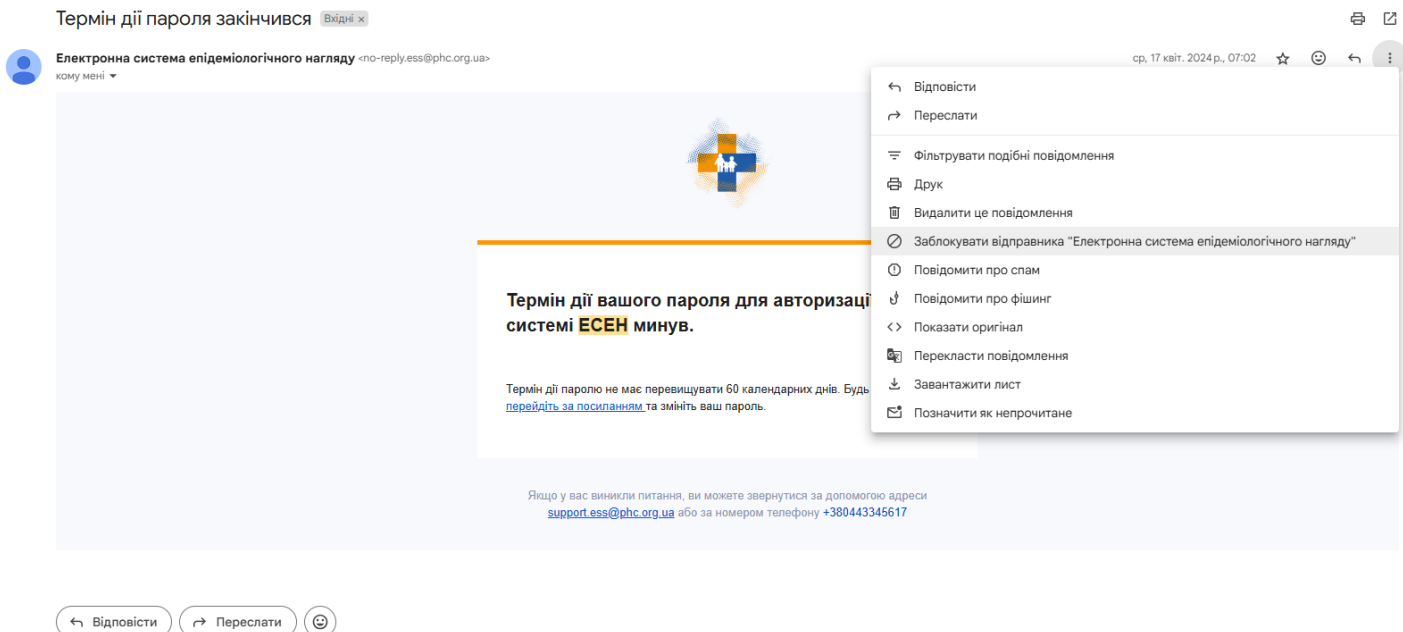 Термін дії пароля закінчився Вхідні ×
Електронна система епідеміологічного нагляду <no-reply.ess@phc.org.ua>
ср, 17 квіт. 2024 р., 07:02
кому мені
Відповісти
Переслати
Фільтрувати подібні повідомлення
Друк
Видалити це повідомлення
Заблокувати відправника "Електронна система епідеміологічного нагляду"
Повідомити про спам
Повідомити про фішинг
Показати оригінал
Перекласти повідомлення
Завантажити лист
Позначити як непрочитане
Термін дії вашого пароля для авторизації
системі ЕСЕН минув.
Термін дії паролю не має перевищувати 60 календарних днів. Будь
перейдіть за посиланням та змініть ваш пароль.
Якщо у вас виникли питання, ви можете звернутися за допомогою адреси
support.ess@phc.org.ua або за номером телефону +380443345617
Відповісти
Переслати